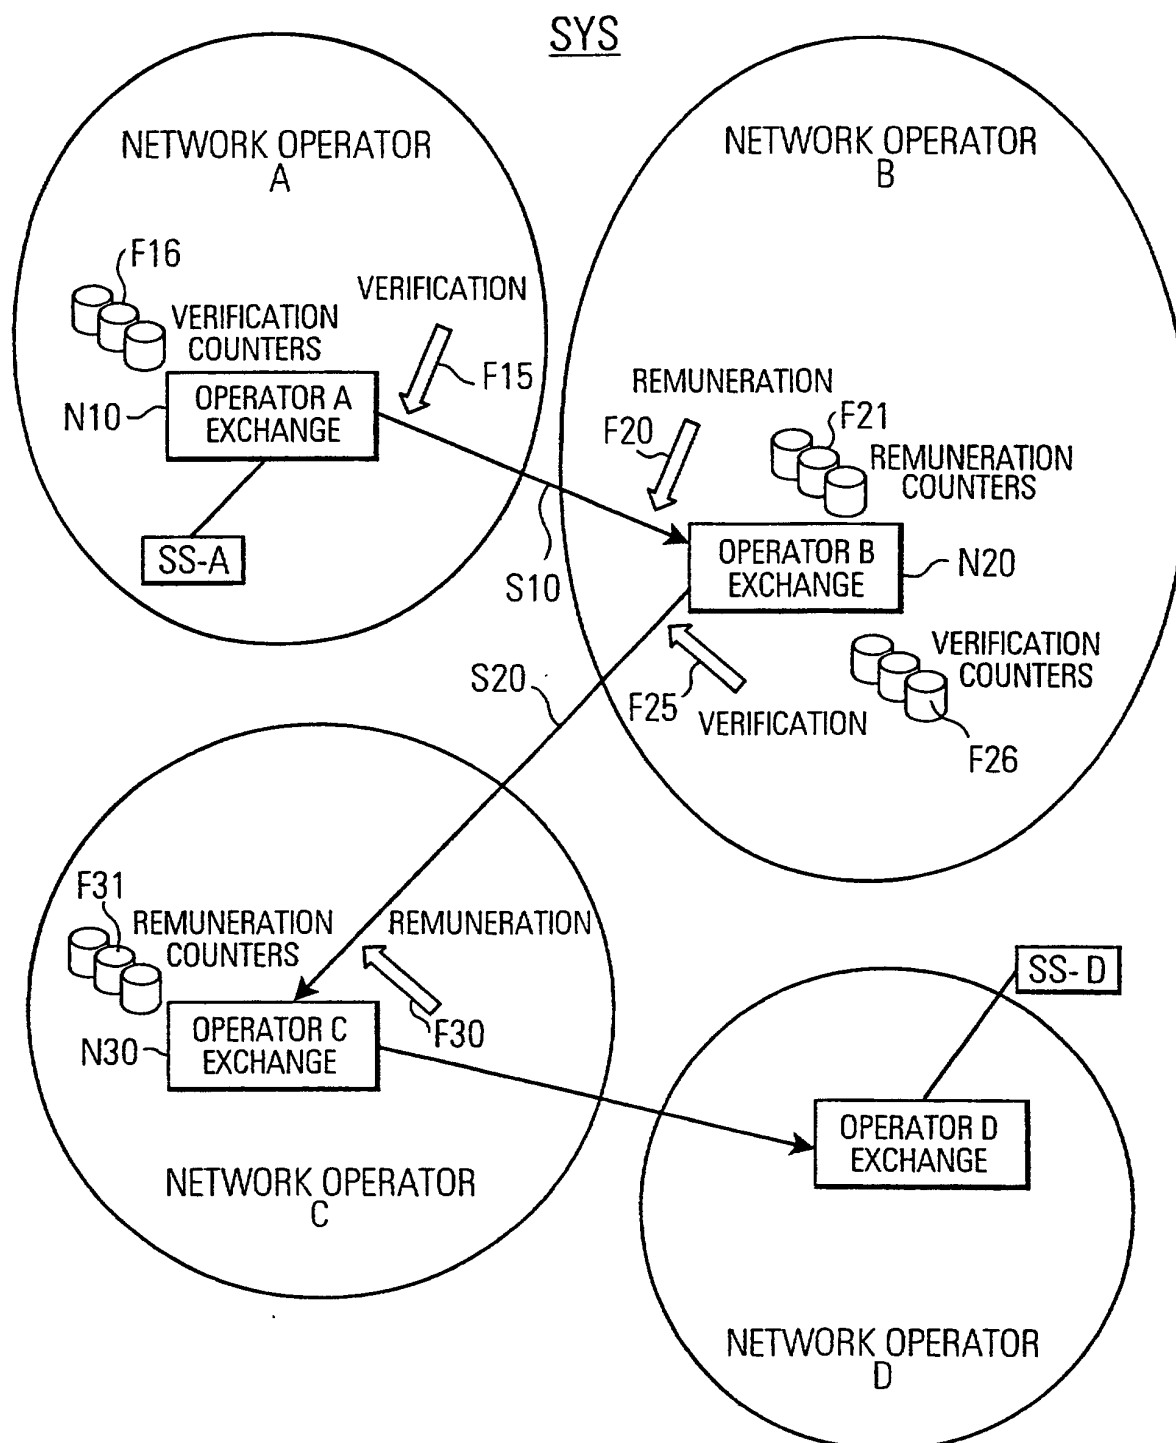 SYS
NETWORK OPERATOR
A
NETWORK OPERATOR
B
F16
VERIFICATION
VERIFICATION
COUNTERS
F15
N10
OPERATOR A
EXCHANGE
SS-A
S10
REMUNERATION
F20
F21
REMUNERATION
COUNTERS
OPERATOR B
EXCHANGE
N20
S20
F25
VERIFICATION
VERIFICATION
COUNTERS
F26
F31
REMUNERATION
COUNTERS
REMUNERATION
F30
N30
OPERATOR C
EXCHANGE
NETWORK OPERATOR
C
SS-D
OPERATOR D
EXCHANGE
NETWORK OPERATOR
D